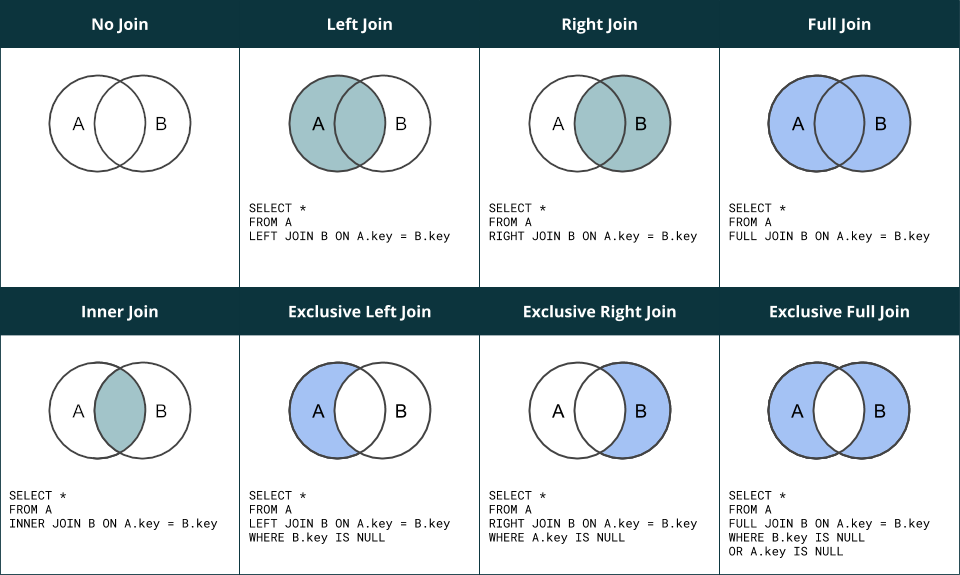 No Join
Left Join
Right Join
Full Join
A B
A B
A B
A B
SELECT *
FROM A
LEFT JOIN B ON A.key = B.key
SELECT *
FROM A
RIGHT JOIN B ON A.key = B.key
SELECT *
FROM A
FULL JOIN B ON A.key = B.key
Inner Join
Exclusive Left Join
Exclusive Right Join
Exclusive Full Join
A B
A B
A B
A B
SELECT *
FROM A
INNER JOIN B ON A.key = B.key
SELECT *
FROM A
LEFT JOIN B ON A.key = B.key
WHERE B.key IS NULL
SELECT *
FROM A
RIGHT JOIN B ON A.key = B.key
WHERE A.key IS NULL
SELECT *
FROM A
FULL JOIN B ON A.key = B.key
WHERE B.key IS NULL
OR A.key IS NULL